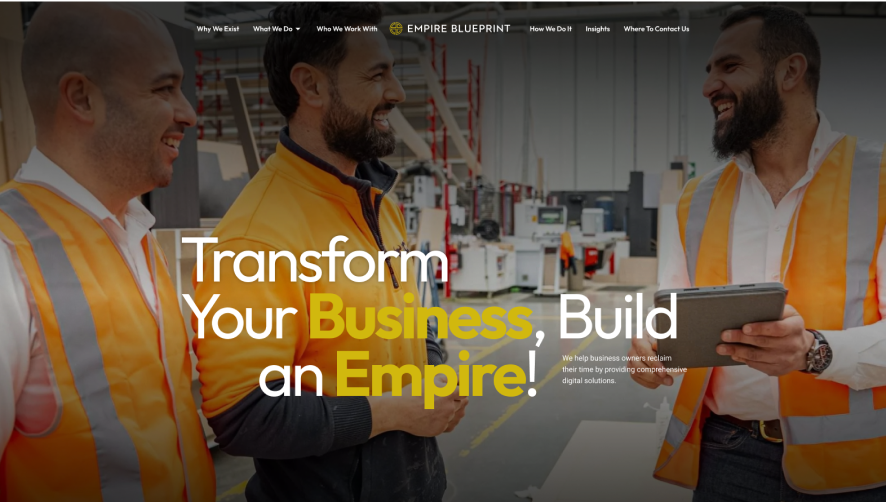 Why We Exist What We Do Who We Work With EMPIRE BLUEPRINT How We Do It Insights Where To Contact Us
Transform
Your Business, Build
an Empire!
We help business owners reclaim
their time by providing comprehensive
digital solutions.